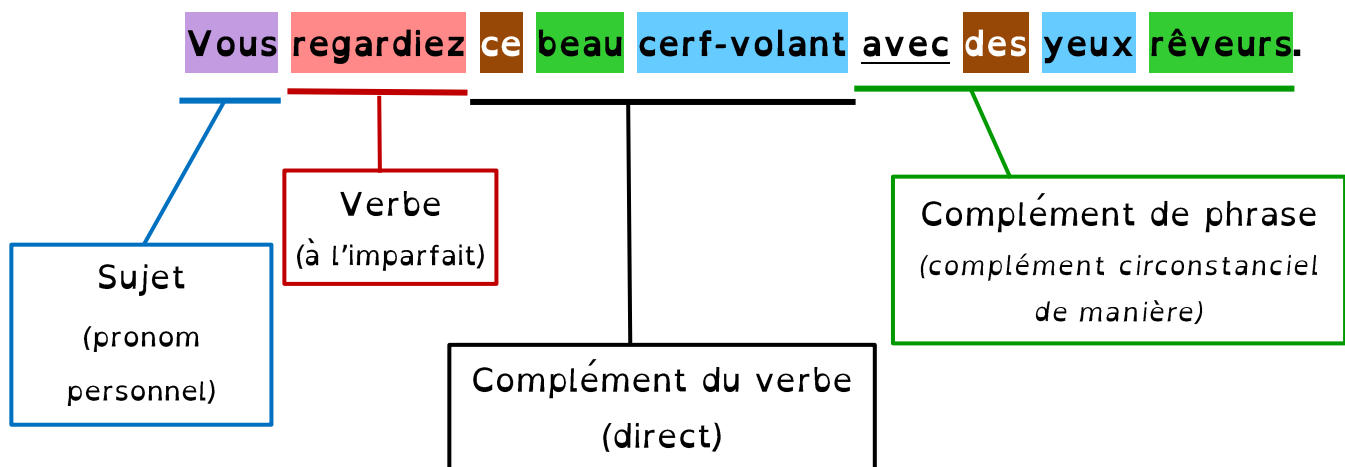 Vous regardiez ce beau cerf-volant avec des yeux rêveurs.
Verbe
(à l'imparfait)
Sujet
(pronom
personnel)
Complément du verbe
(direct)
Complément de phrase
(complément circonstanciel
de manière)